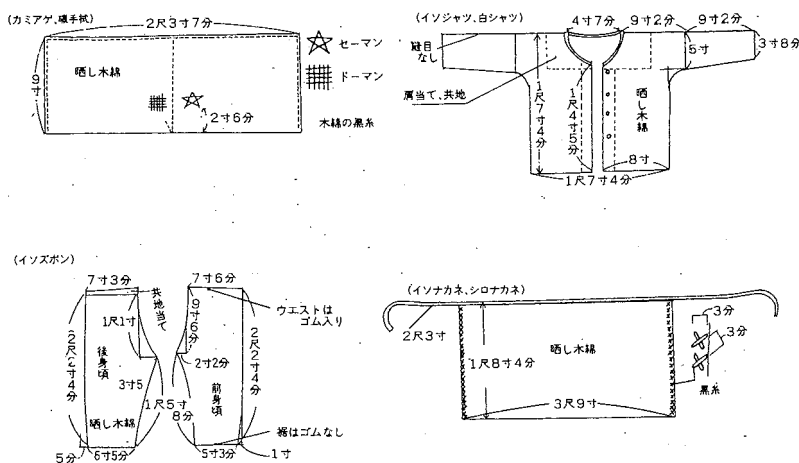 (カミアゲ、磯手拭)
2尺3寸7分
9寸
晒し木綿
2寸6分
セーマン
ドーマン
木綿の黒糸
(イソジャツ、白シャツ)
4寸7分
9寸2分
9寸2分
縫目
なし
5寸
3寸8分
肩当て、共地
1尺7寸4分
1尺4寸5分
晒し木綿
8寸
1尺7寸4分
(イソズボン)
7寸3分
共地当て
1尺1寸
2尺2寸4分
後身頃
3寸5
晒し木綿
5分
6寸5分
1尺5寸
8分
7寸6分
9寸6分
ウエストは
ゴム入り
2寸2分
前身頃
2尺2寸4分
裾はゴムなし
5寸3分
1寸
(イソナカネ、シロナカネ)
2尺3寸
1尺8寸4分
晒し木綿
3尺9寸
3分
3分
黒糸